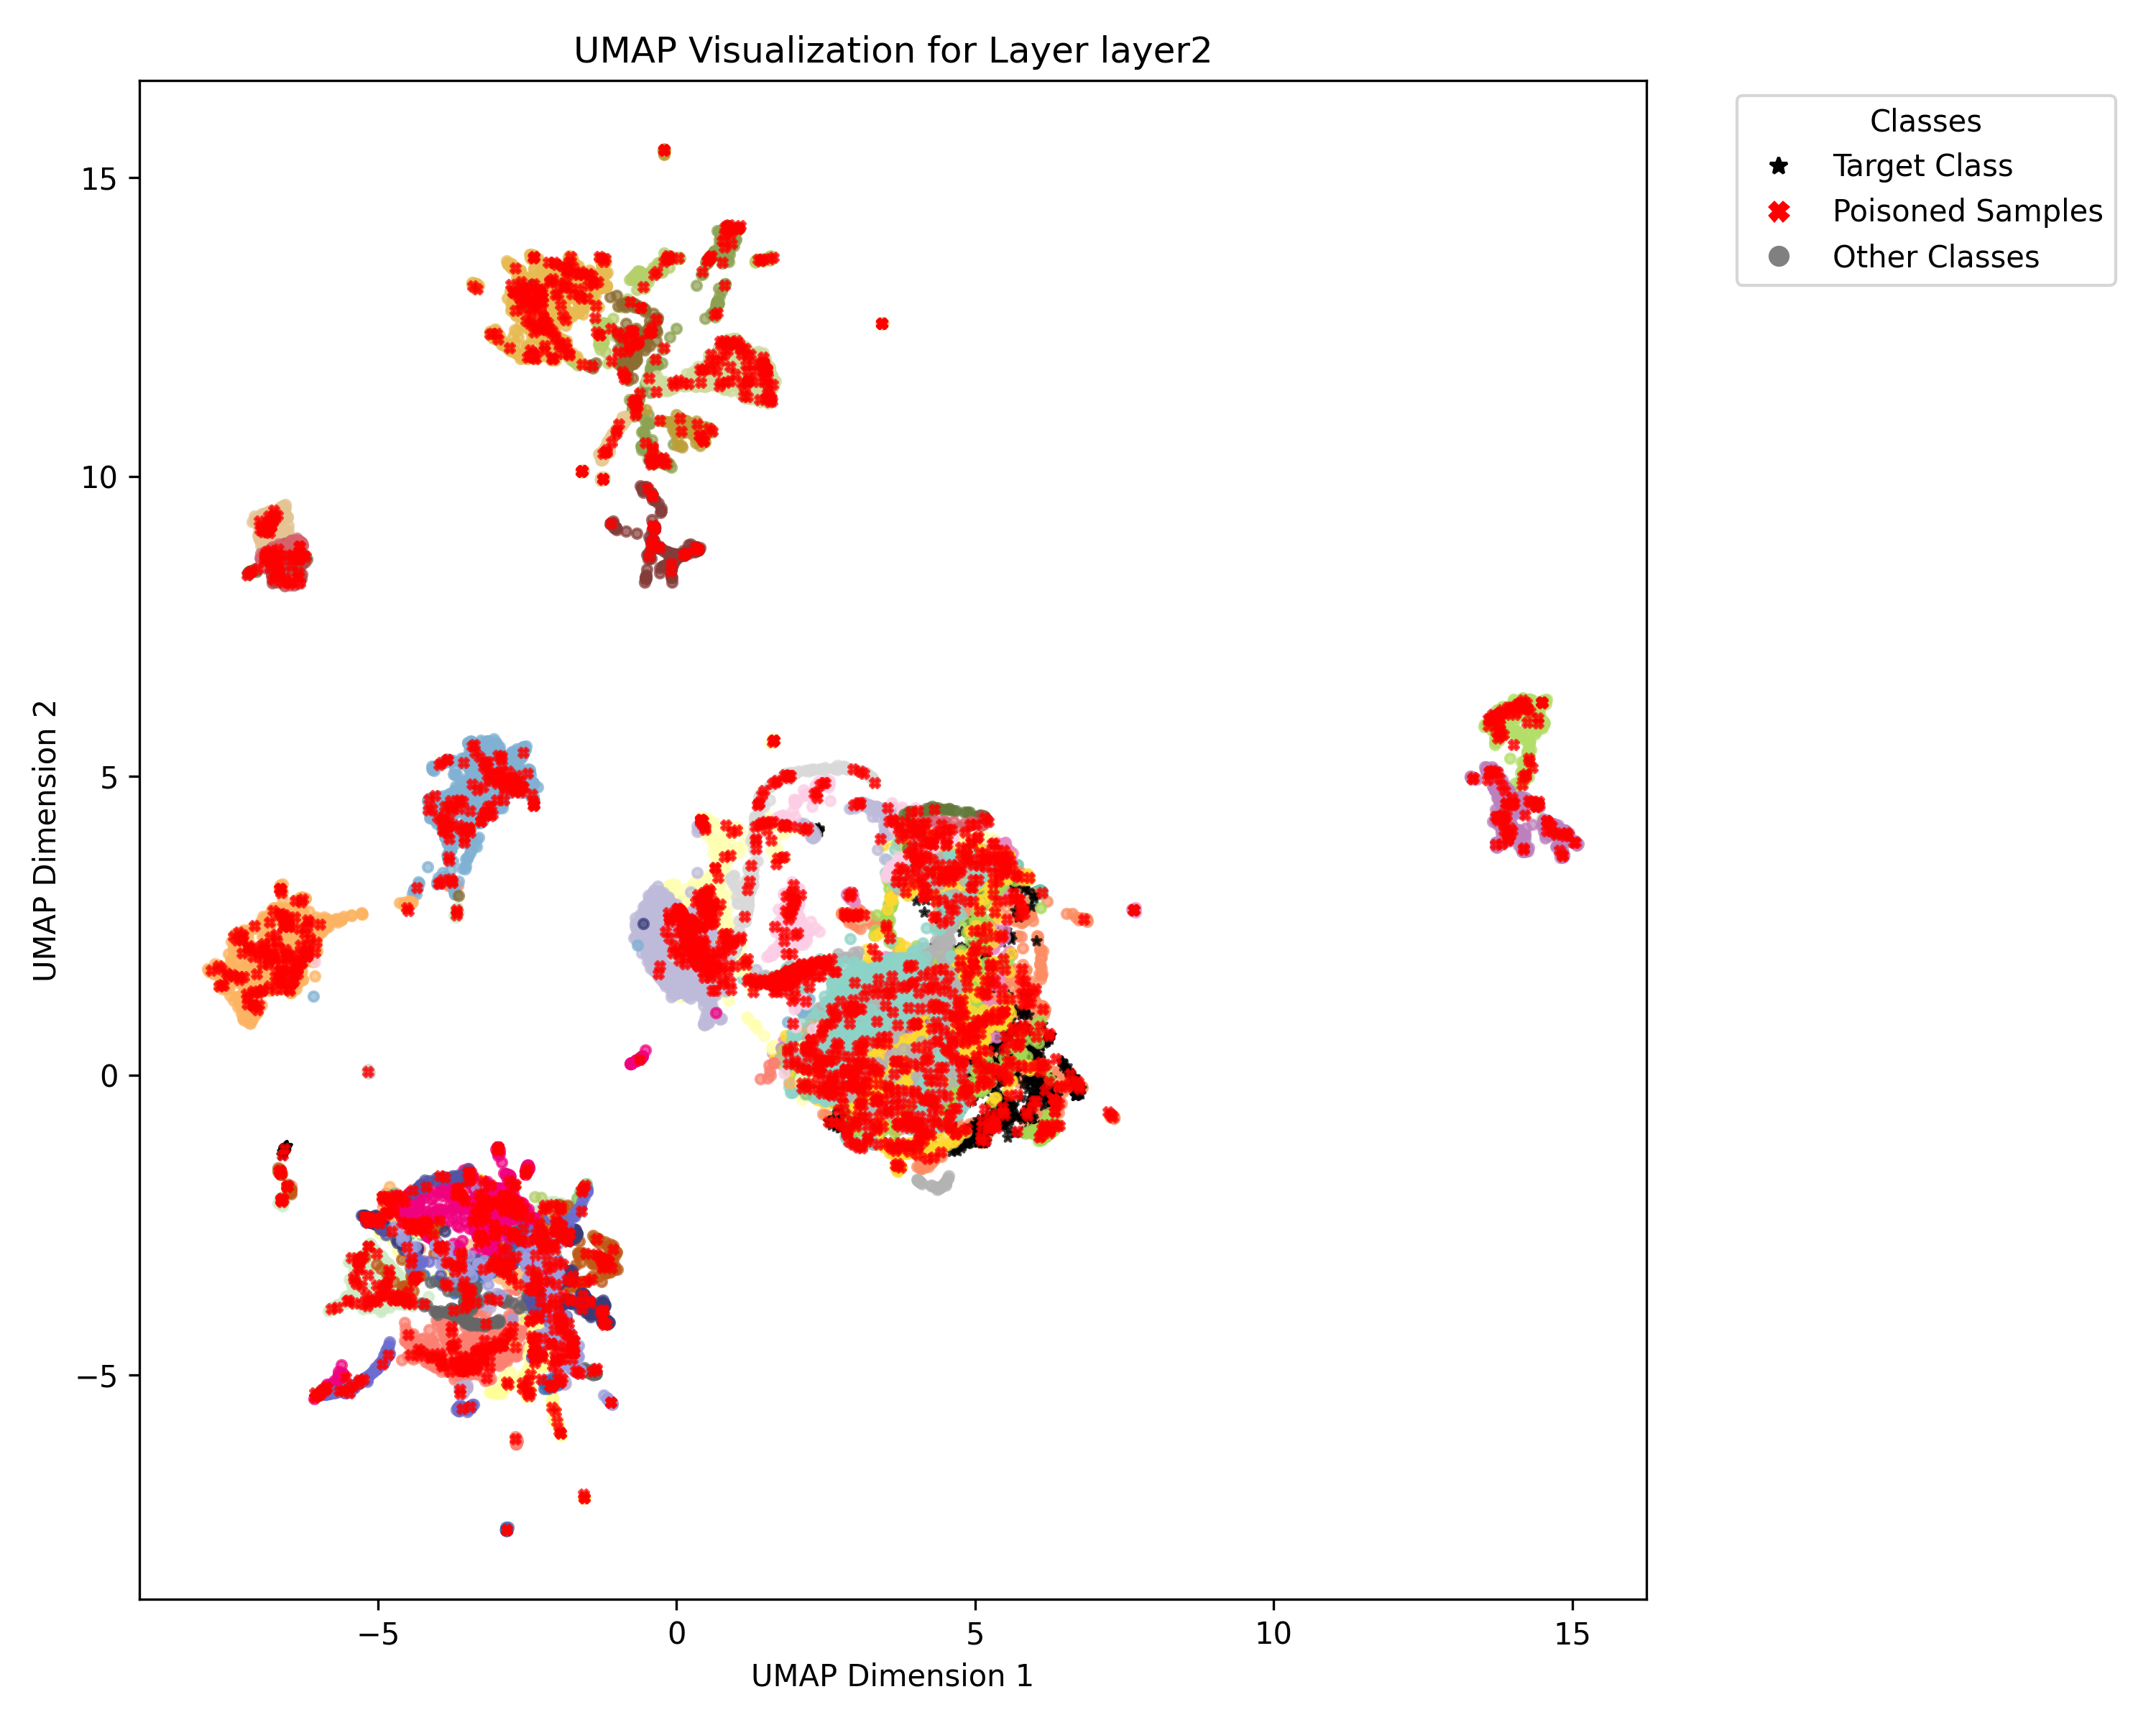 UMAP Visualization for Layer layer2
Classes
Target Class
Poisoned Samples
Other Classes
15
10
5
0
−5
UMAP Dimension 2
−5
0
5
10
15
UMAP Dimension 1